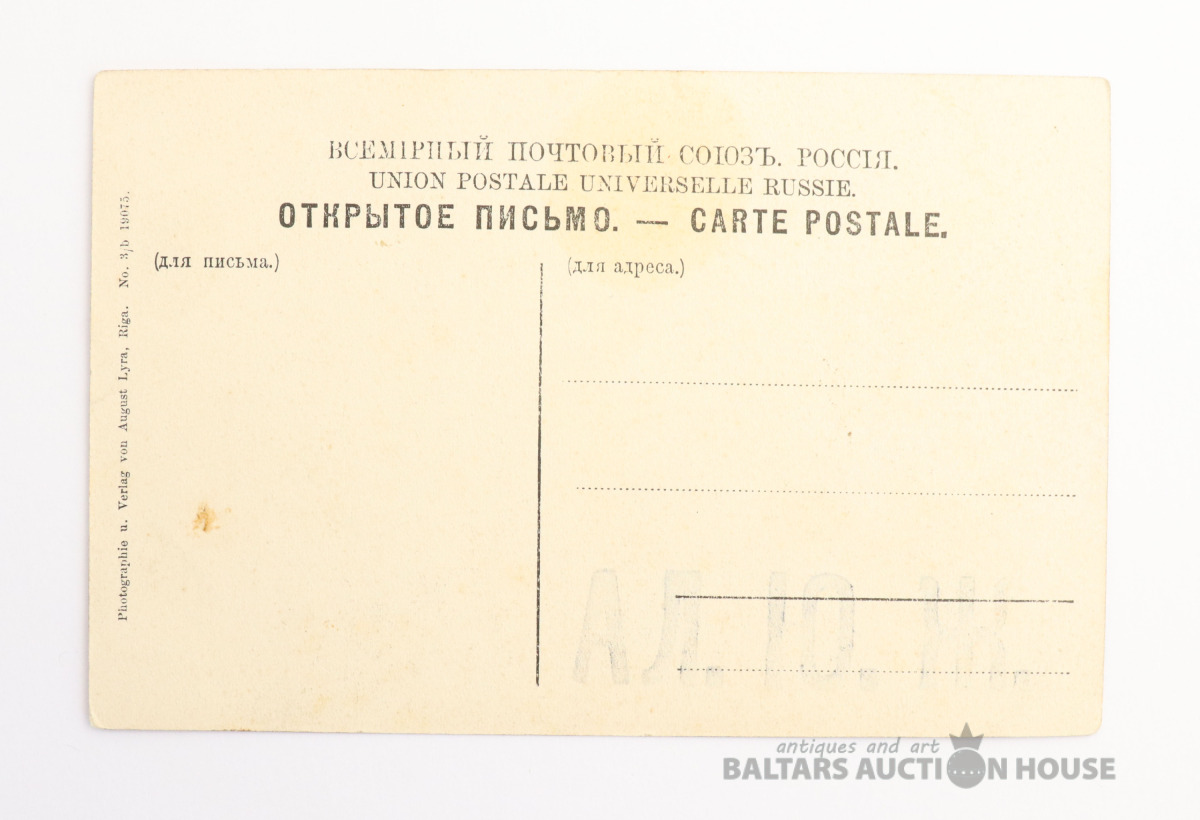 ВСЕМІРНЫЙ ПОЧТОВЫЙ СОЮЗЪ. РОССІЯ.
UNION POSTALE UNIVERSELLE RUSSIE.
ОТКРЫТОЕ ПИСЬМО. — CARTE POSTALE.
(для письма.)
(для адреса.)
Photographie u. Verlag von August Lyra, Riga. No. 3/b 19075.
antiques and art
BALTARS AUCTION HOUSE